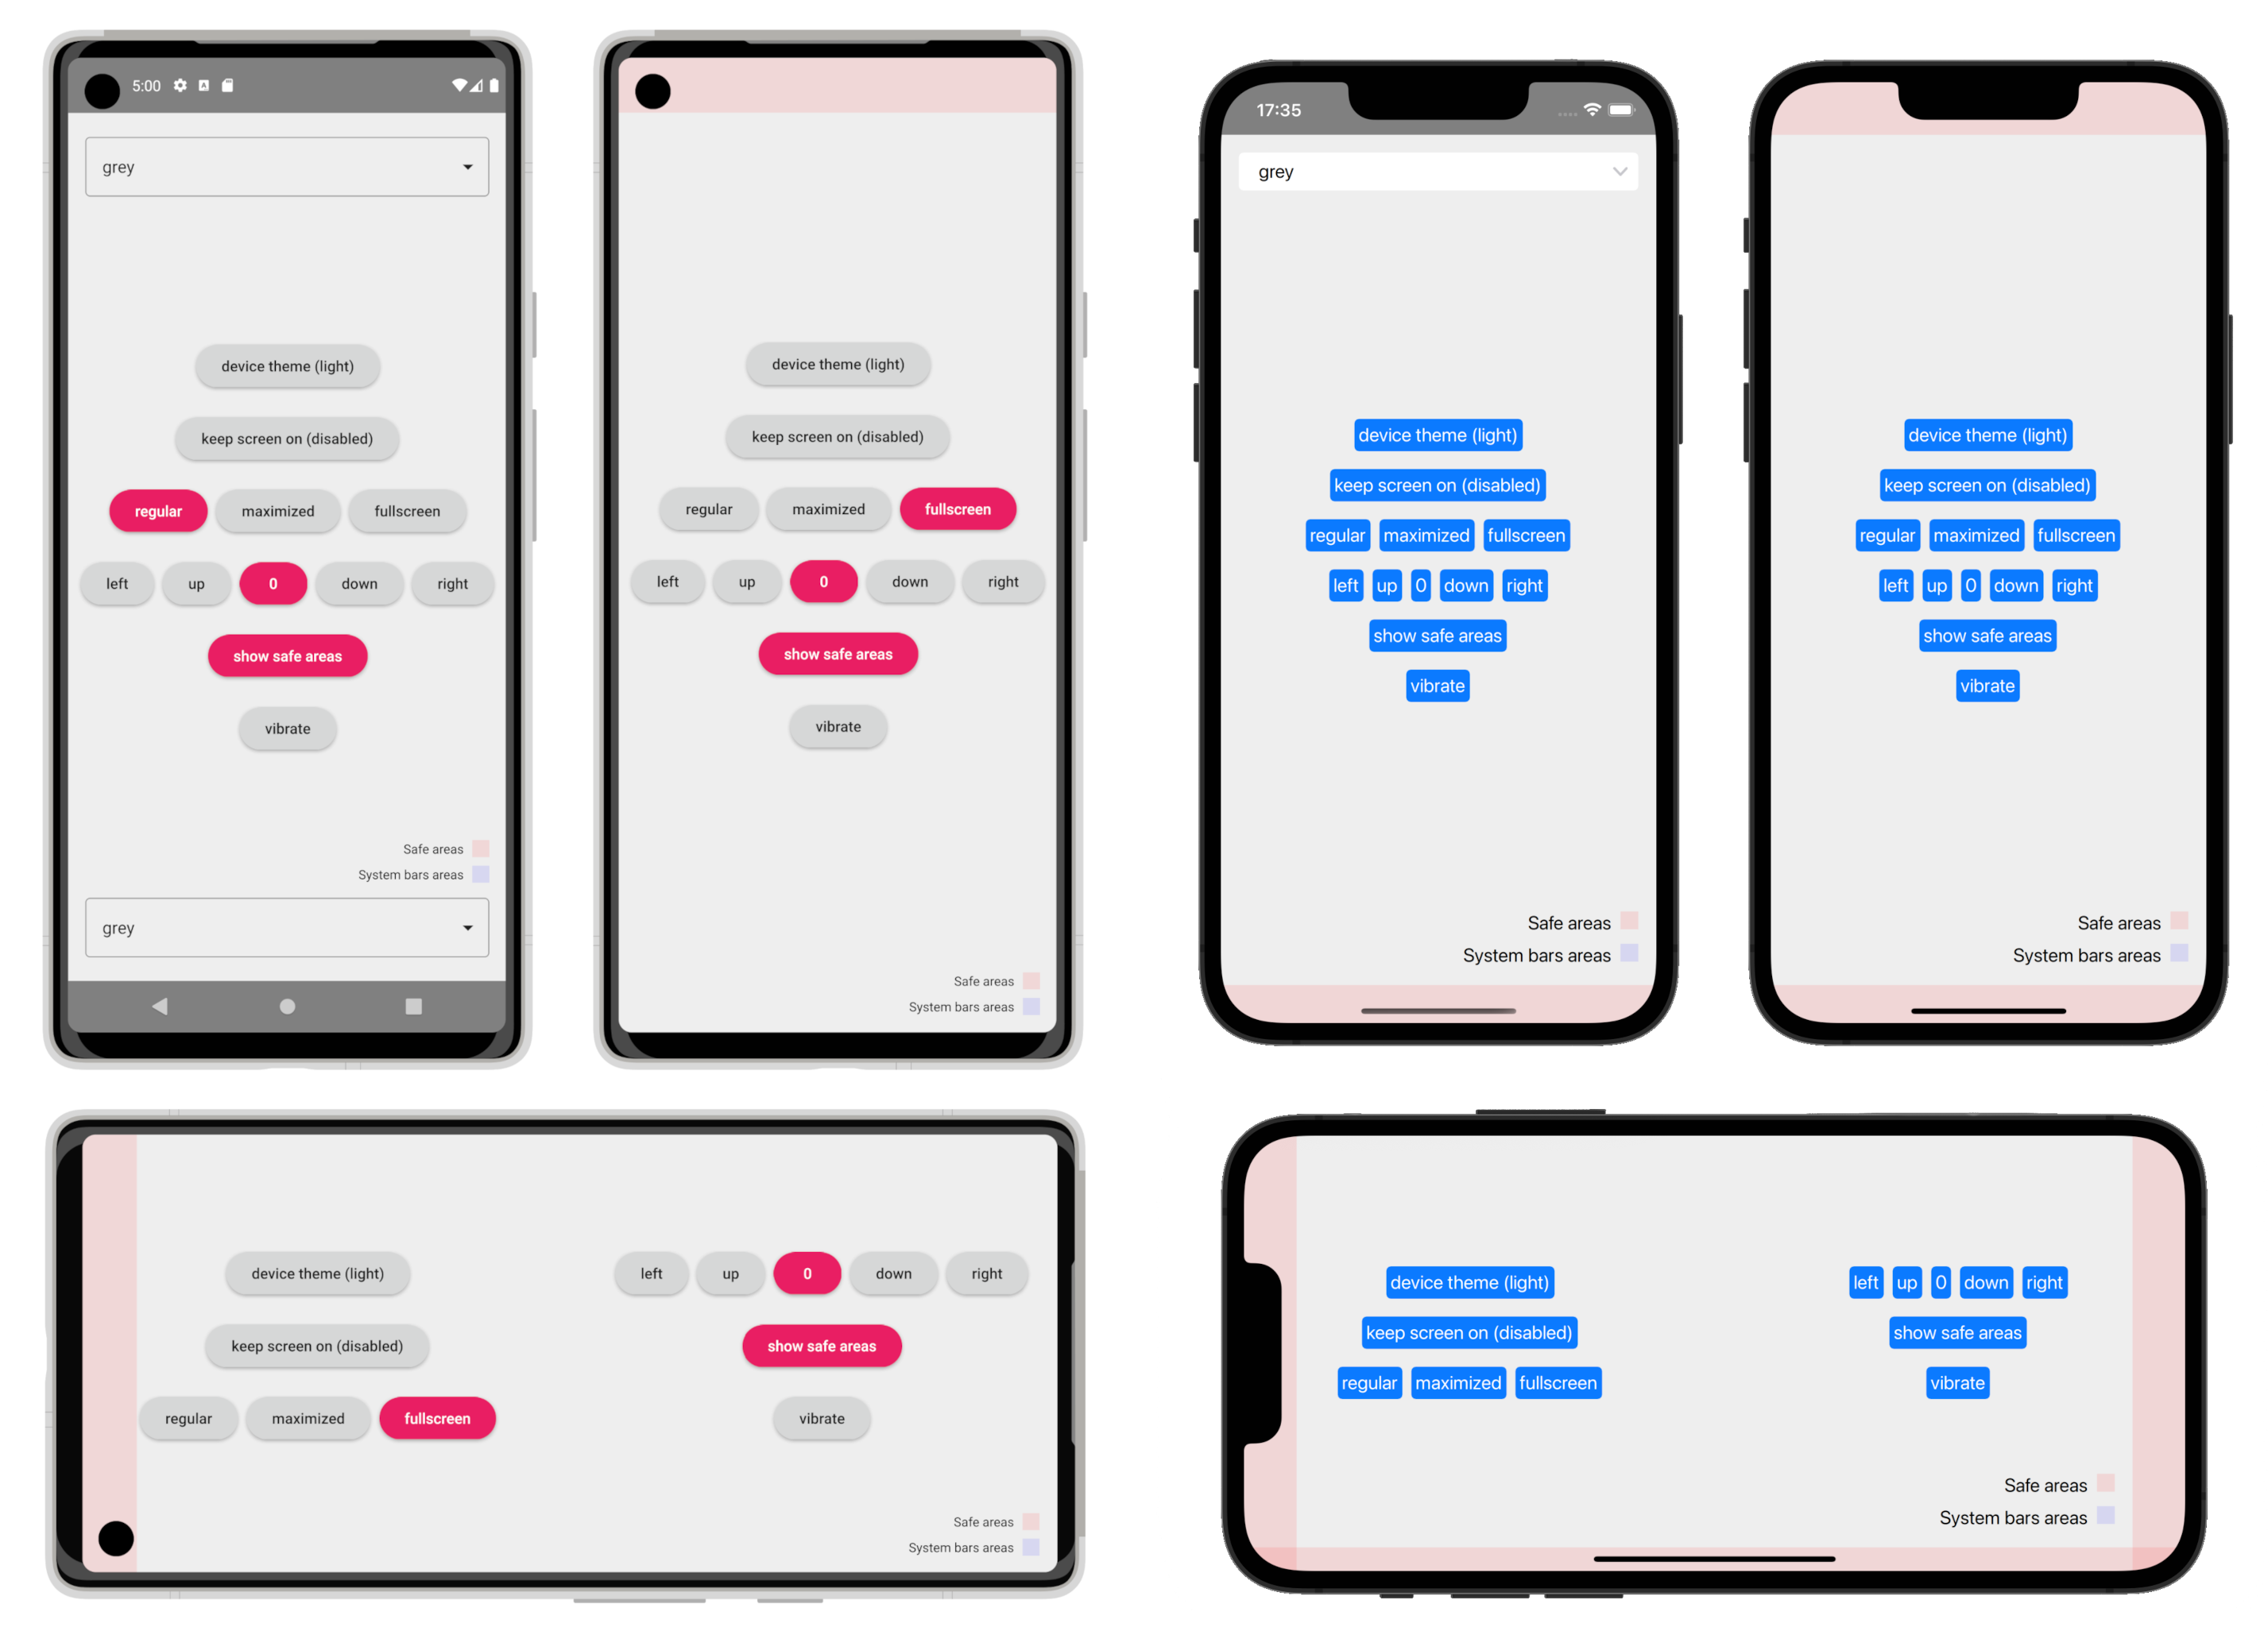 5:00
grey
device theme (light)
keep screen on (disabled)
regular maximized fullscreen
left up 0 down right
show safe areas
vibrate
Safe areas
System bars areas
grey
device theme (light)
keep screen on (disabled)
regular maximized fullscreen
left up 0 down right
show safe areas
vibrate
Safe areas
System bars areas
17:35
grey
device theme (light)
keep screen on (disabled)
regular maximized fullscreen
left up 0 down right
show safe areas
vibrate
Safe areas
System bars areas
device theme (light)
keep screen on (disabled)
regular maximized fullscreen
left up 0 down right
show safe areas
vibrate
Safe areas
System bars areas
device theme (light)
keep screen on (disabled)
regular maximized fullscreen
left up 0 down right
show safe areas
vibrate
Safe areas
System bars areas
device theme (light)
keep screen on (disabled)
regular maximized fullscreen
left up 0 down right
show safe areas
vibrate
Safe areas
System bars areas